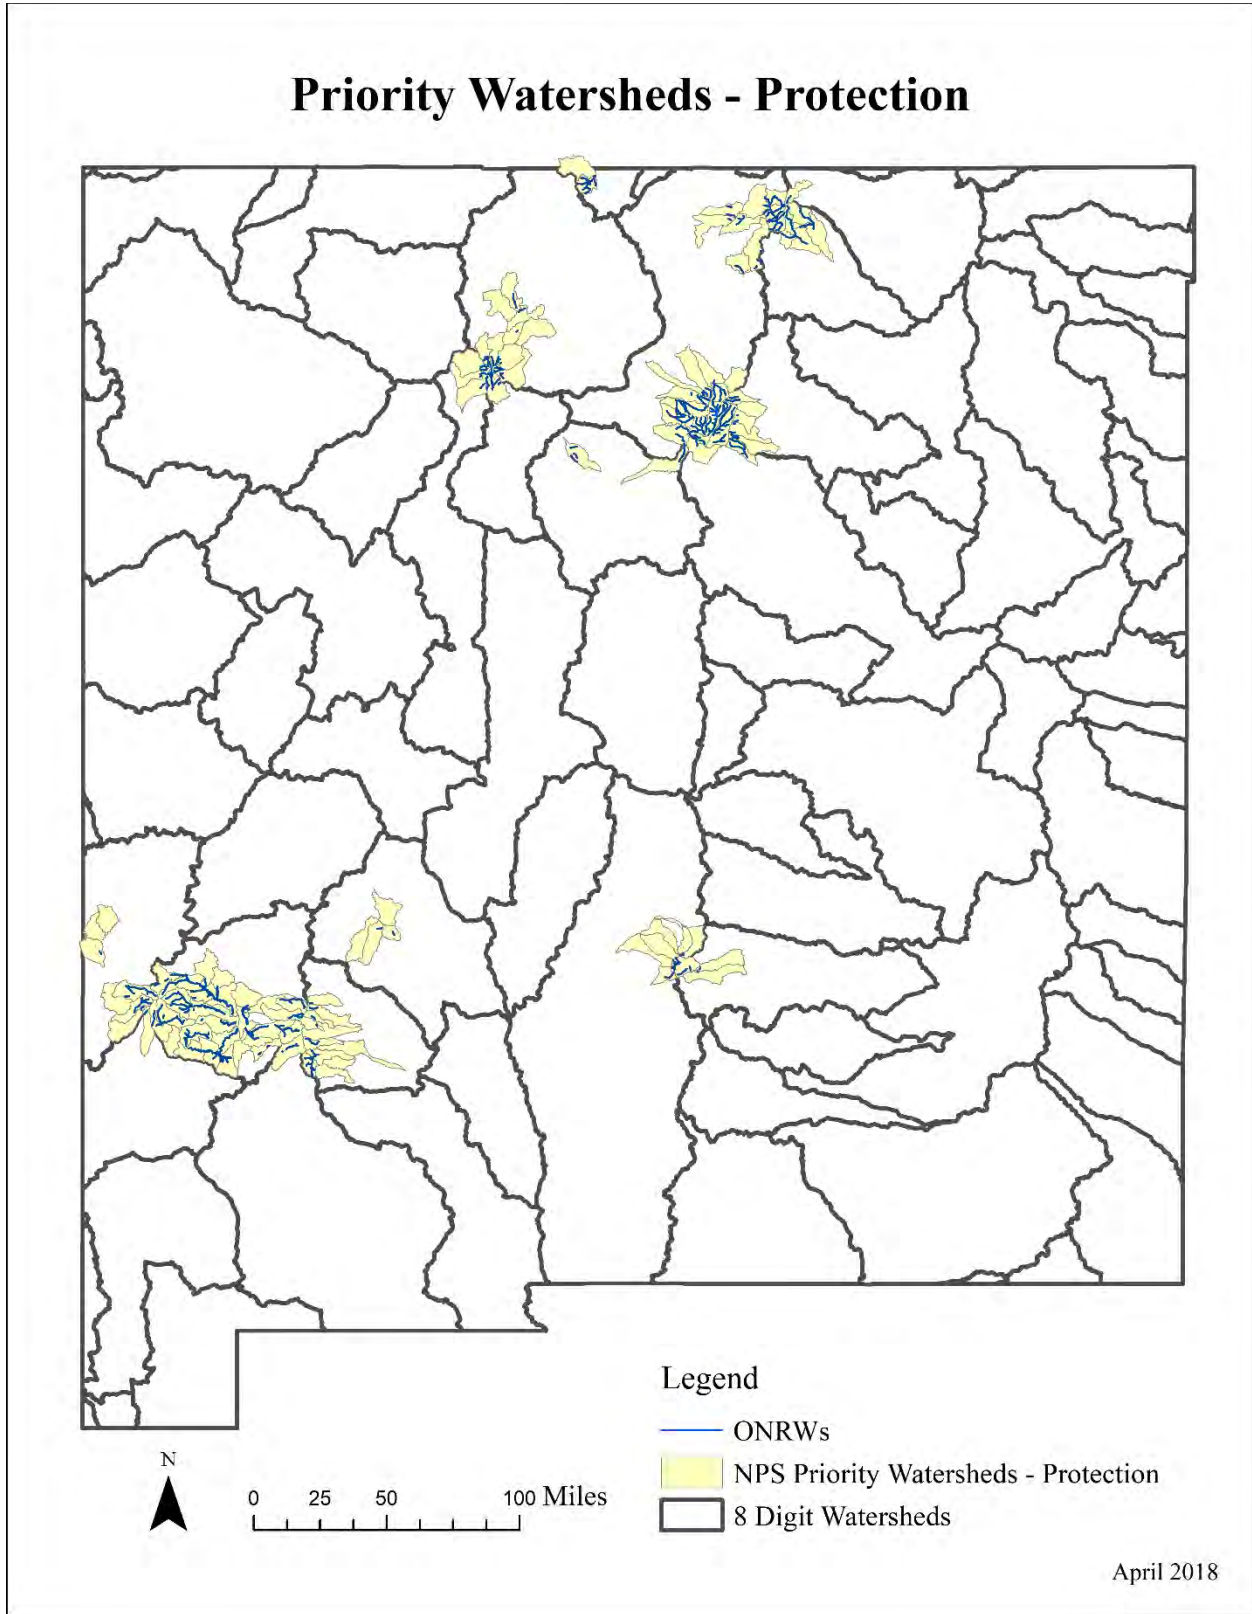 Priority Watersheds - Protection
Legend
ONRWs
NPS Priority Watersheds - Protection
8 Digit Watersheds
N
0 25 50 100 Miles
April 2018